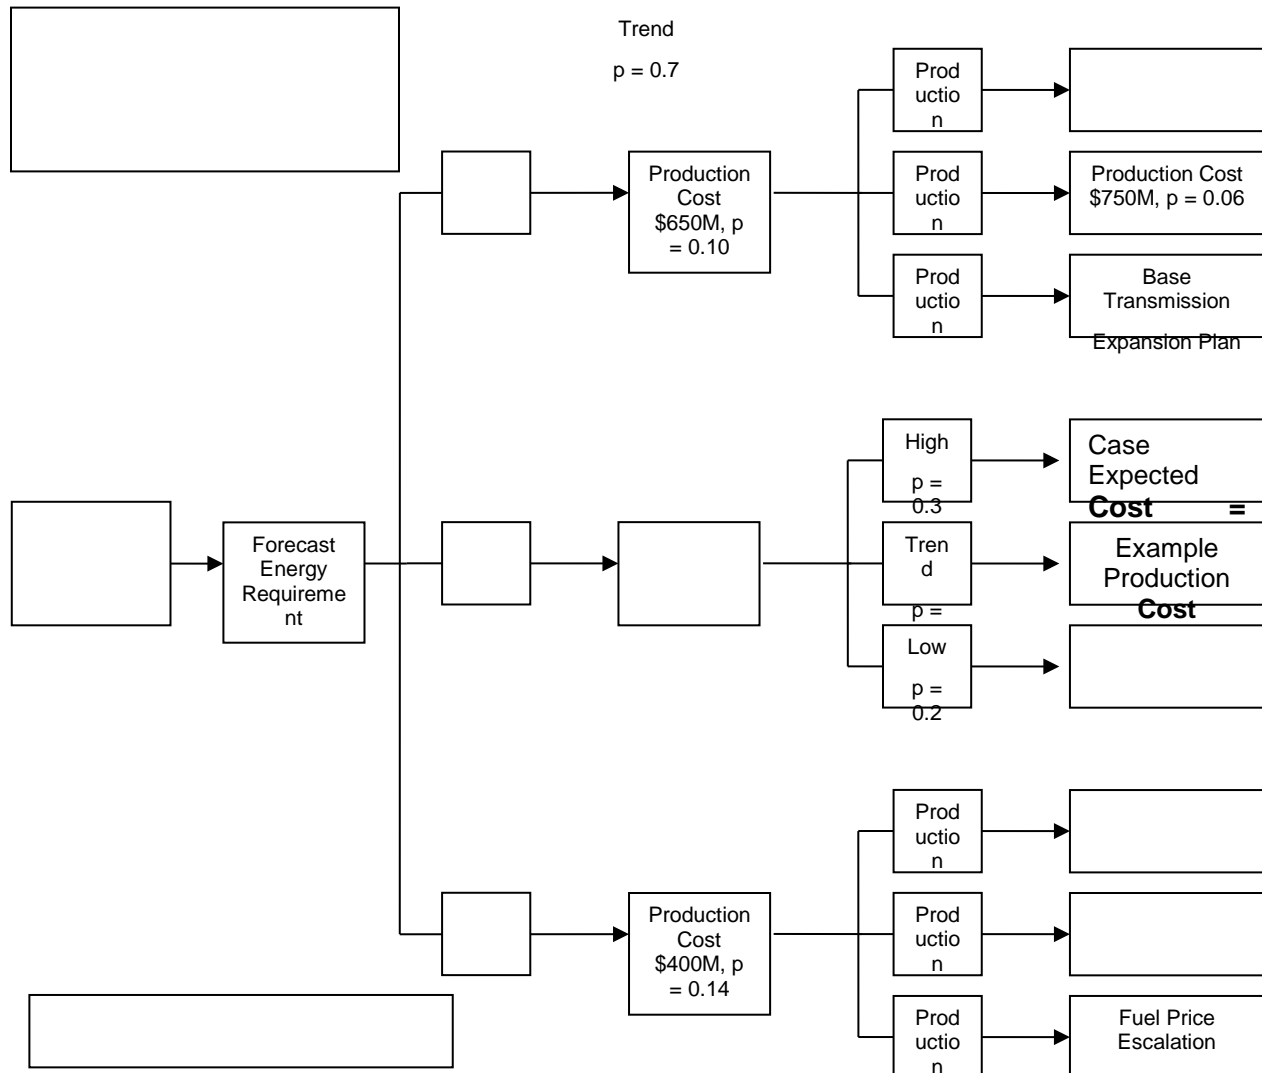 Trend
p = 0.7
Prod
uctio
n
Production
Cost
$650M, p
= 0.10
Prod
uctio
n
Production Cost
$750M, p = 0.06
Prod
uctio
n
Base
Transmission
Expansion Plan
High
p =
0.3
Case
Expected
Cost =
Forecast
Energy
Requireme
nt
Tren
d
p =
Example
Production
Cost
Low
p =
0.2
Prod
uctio
n
Production
Cost
$400M, p
= 0.14
Prod
uctio
n
Prod
uctio
n
Fuel Price
Escalation